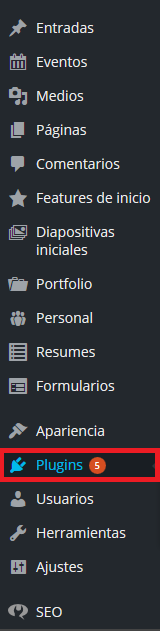 Entradas
Eventos
Medios
Páginas
Comentarios
Features de inicio
Diapositivas
iniciales
Portfolio
Personal
Resumes
Formularios
Apariencia
Plugins 5
Usuarios
Herramientas
Ajustes
SEO